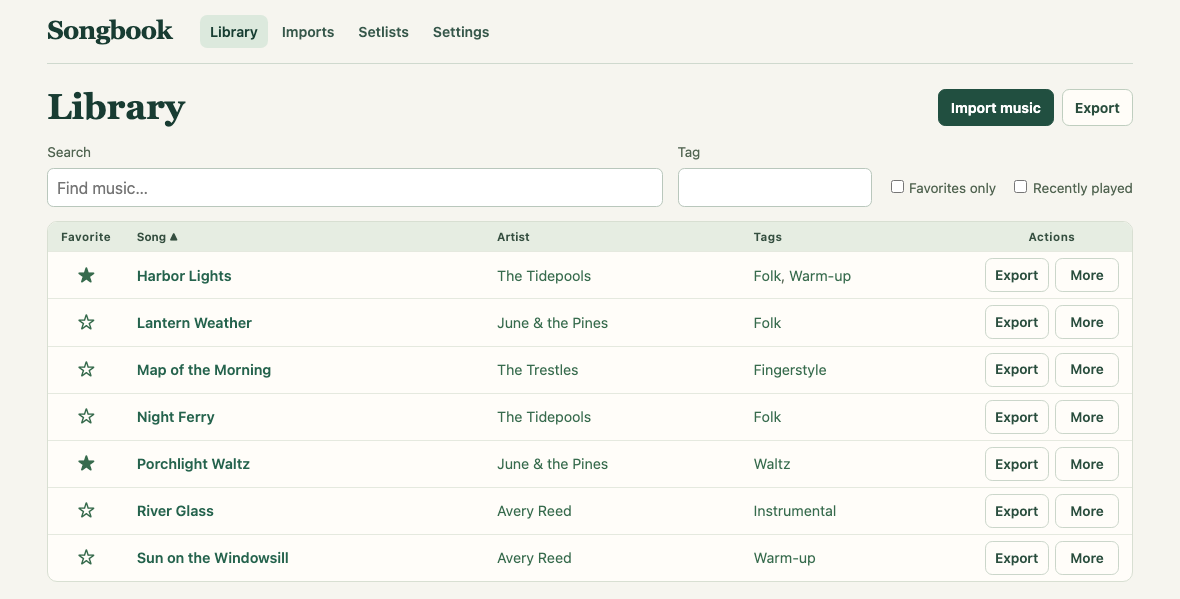 Songbook Library Imports Setlists Settings
Library Import music Export
Search Tag
Find music... Favorites only Recently played
Favorite Song ▲ Artist Tags Actions
★ Harbor Lights The Tidepools Folk, Warm-up Export More
☆ Lantern Weather June & the Pines Folk Export More
☆ Map of the Morning The Trestles Fingerstyle Export More
☆ Night Ferry The Tidepools Folk Export More
★ Porchlight Waltz June & the Pines Waltz Export More
☆ River Glass Avery Reed Instrumental Export More
☆ Sun on the Windowsill Avery Reed Warm-up Export More